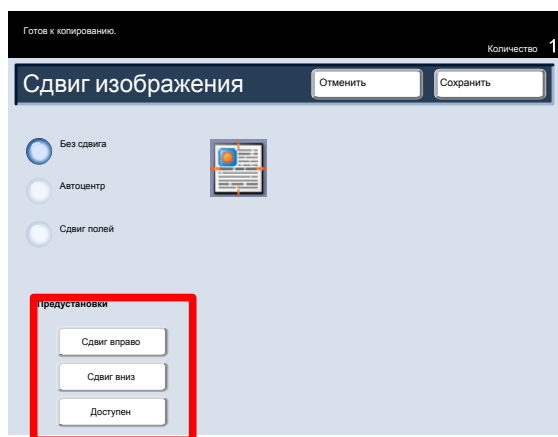 Готов к копированию.
Количество 1
Сдвиг изображения
Отменить
Сохранить
Без сдвига
Автоцентр
Сдвиг полей
Предустановки
Сдвиг вправо
Сдвиг вниз
Доступен